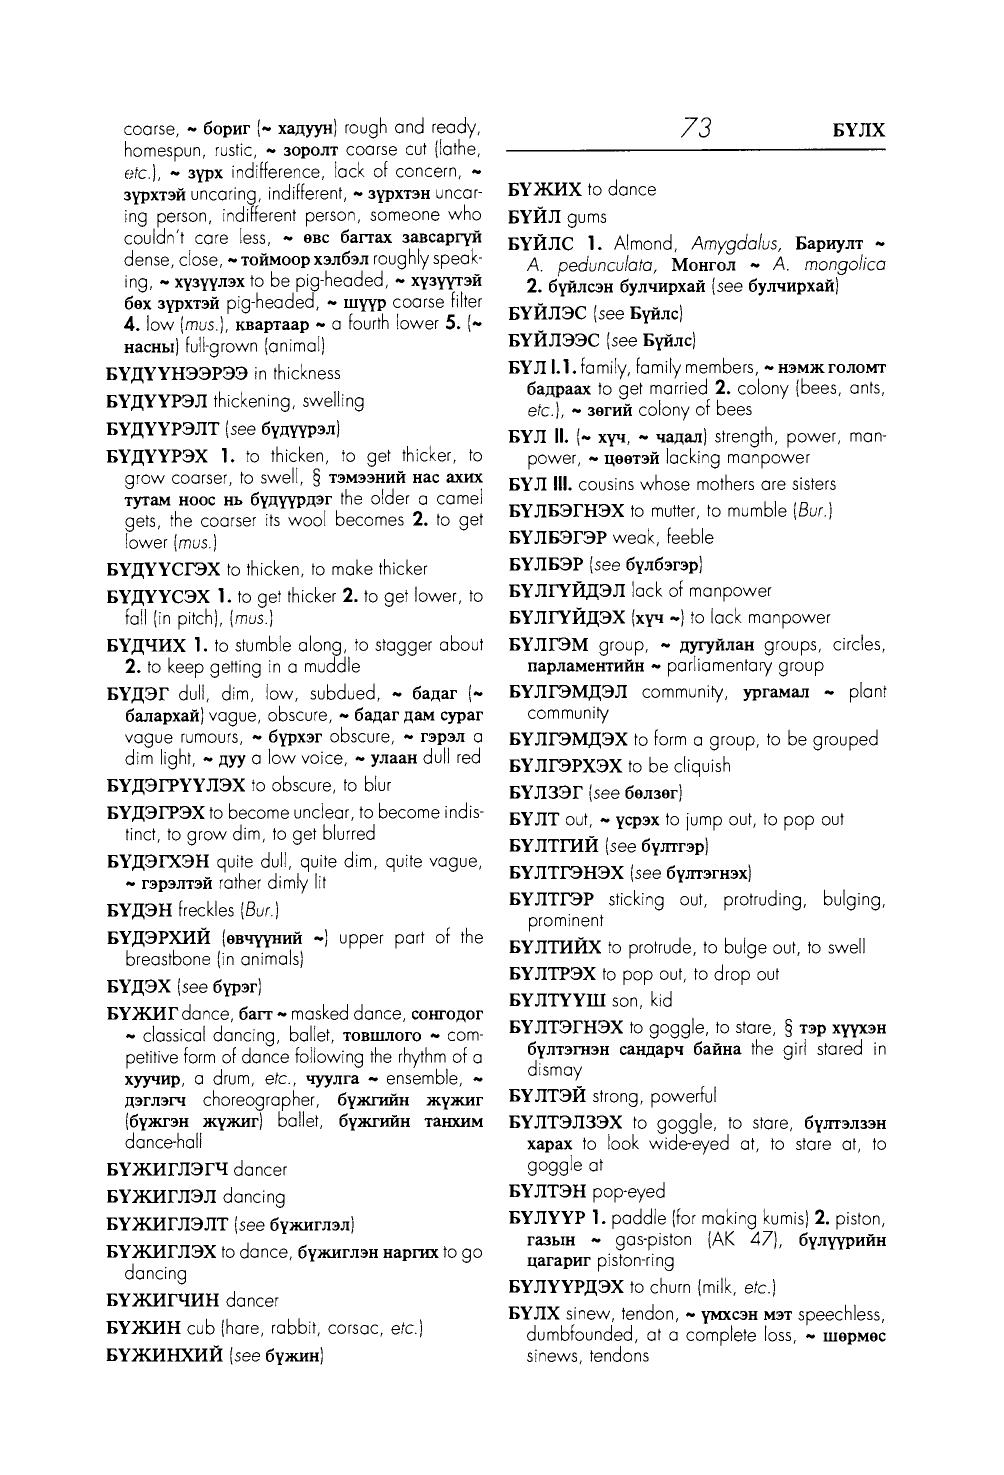 coarse, ~ бориг (~ хадуун) rough and ready,
homespun, rustic, ~ зоролт coarse cut (lathe,
etc.), ~ зүрх indifference, lack of concern, ~
зүрхтэй uncaring, indifferent, ~ зүрхтэн uncar-
ing person, indifferent person, someone who
couldn't care less, ~ өвс багтах завсаргүй
dense, close, ~ тоймоор хэлбэл roughly speak-
ing, ~ хүзүүлэх to be pig-headed, ~ хүзүүтэй
бөх зүрхтэй pig-headed, ~ шүүр coarse filter
4. low (mus.), квартаар ~ a fourth lower 5. (~
насны) full-grown (animal)
БҮДҮҮНЭЭРЭЭ in thickness
БҮДҮҮРЭЛ thickening, swelling
БҮДҮҮРЭЛТ (see бүдүүрэл)
БҮДҮҮРЭХ 1. to thicken, to get thicker, to
grow coarser, to swell, § тэмээний нас ахих
тутам ноос нь бүдүүрдэг the older a camel
gets, the coarser its wool becomes 2. to get
lower (mus.)
БҮДҮҮСГЭХ to thicken, to make thicker
БҮДҮҮСЭХ 1. to get thicker 2. to get lower, to
fall (in pitch), (mus.)
БҮДЧИХ 1. to stumble along, to stagger about
2. to keep getting in a muddle
БҮДЭГ dull, dim, low, subdued, ~ бадаг (~
балархай) vague, obscure, ~ бадаг дам сураг
vague rumours, ~ бүрхэг obscure, ~ гэрэл a
dim light, ~ дуу a low voice, ~ улаан dull red
БҮДЭГРҮҮЛЭХ to obscure, to blur
БҮДЭГРЭХ to become unclear, to become indis-
tinct, to grow dim, to get blurred
БҮДЭГХЭН quite dull, quite dim, quite vague,
~ гэрэлтэй rather dimly lit
БҮДЭН freckles (Bur.)
БҮДЭРХИЙ (өвчүүний ~) upper part of the
breastbone (in animals)
БҮДЭХ (see бүрэг)
БҮЖИГ dance, багт ~ masked dance, сонгодог
~ classical dancing, ballet, товшлого ~ com-
petitive form of dance following the rhythm of a
хуучир, a drum, etc., чуулга ~ ensemble, ~
дэглэгч choreographer, бүжгийн жүжиг
(бүжгэн жүжиг) ballet, бүжгийн танхим
dance-hall
БҮЖИГЛЭГЧ dancer
БҮЖИГЛЭЛ dancing
БҮЖИГЛЭЛТ (see бүжиглэл)
БҮЖИГЛЭХ to dance, бүжиглэн наргих to go
dancing
БҮЖИГЧИН dancer
БҮЖИН cub (hare, rabbit, corsac, etc.)
БҮЖИНХИЙ (see бүжин)
73 БҮЛХ
БҮЖИХ to dance
БҮЙЛ gums
БҮЙЛС 1. Almond, Amygdalus, Бариулт ~
A. pedunculata, Монгол ~ A. mongolica
2. бүйлсэн булчирхай (see булчирхай)
БҮЙЛЭС (see Бүйлс)
БҮЙЛЭЭС (see Бүйлс)
БҮЛ I. 1. family, family members, ~ нэмж голомт
бадраах to get married 2. colony (bees, ants,
etc.), ~ зөгий colony of bees
БҮЛ II. (~ хүч, ~ чадал) strength, power, man-
power, ~ цөөтэй lacking manpower
БҮЛ III. cousins whose mothers are sisters
БҮЛБЭГНЭХ to mutter, to mumble (Bur.)
БҮЛБЭГЭР weak, feeble
БҮЛБЭР (see бүлбэгэр)
БҮЛГҮЙДЭЛ lack of manpower
БҮЛГҮЙДЭХ (хүч ~) to lack manpower
БҮЛГЭМ group, ~ дугуйлан groups, circles,
парламентийн ~ parliamentary group
БҮЛГЭМДЭЛ community, ургамал ~ plant
community
БҮЛГЭМДЭХ to form a group, to be grouped
БҮЛГЭРХЭХ to be cliquish
БҮЛЗЭГ (see бөлзөг)
БҮЛТ out, ~ үсрэх to jump out, to pop out
БҮЛТГИЙ (see бүлтгэр)
БҮЛТГЭНЭХ (see бүлтэгнэх)
БҮЛТГЭР sticking out, protruding, bulging,
prominent
БҮЛТИЙХ to protrude, to bulge out, to swell
БҮЛТРЭХ to pop out, to drop out
БҮЛТҮҮШ son, kid
БҮЛТЭГНЭХ to goggle, to stare, § тэр хүүхэн
бүлтэгнэн сандарч байна the girl stared in
dismay
БҮЛТЭЙ strong, powerful
БҮЛТЭЛЗЭХ to goggle, to stare, бүлтэлзэн
харах to look wide-eyed at, to stare at, to
goggle at
БҮЛТЭН pop-eyed
БҮЛҮҮР 1. paddle (for making kumis) 2. piston,
газын ~ gas-piston (AK 47), бүлүүрийн
цагариг piston-ring
БҮЛҮҮРДЭХ to churn (milk, etc.)
БҮЛХ sinew, tendon, ~ үмхсэн мэт speechless,
dumbfounded, at a complete loss, ~ шөрмөс
sinews, tendons